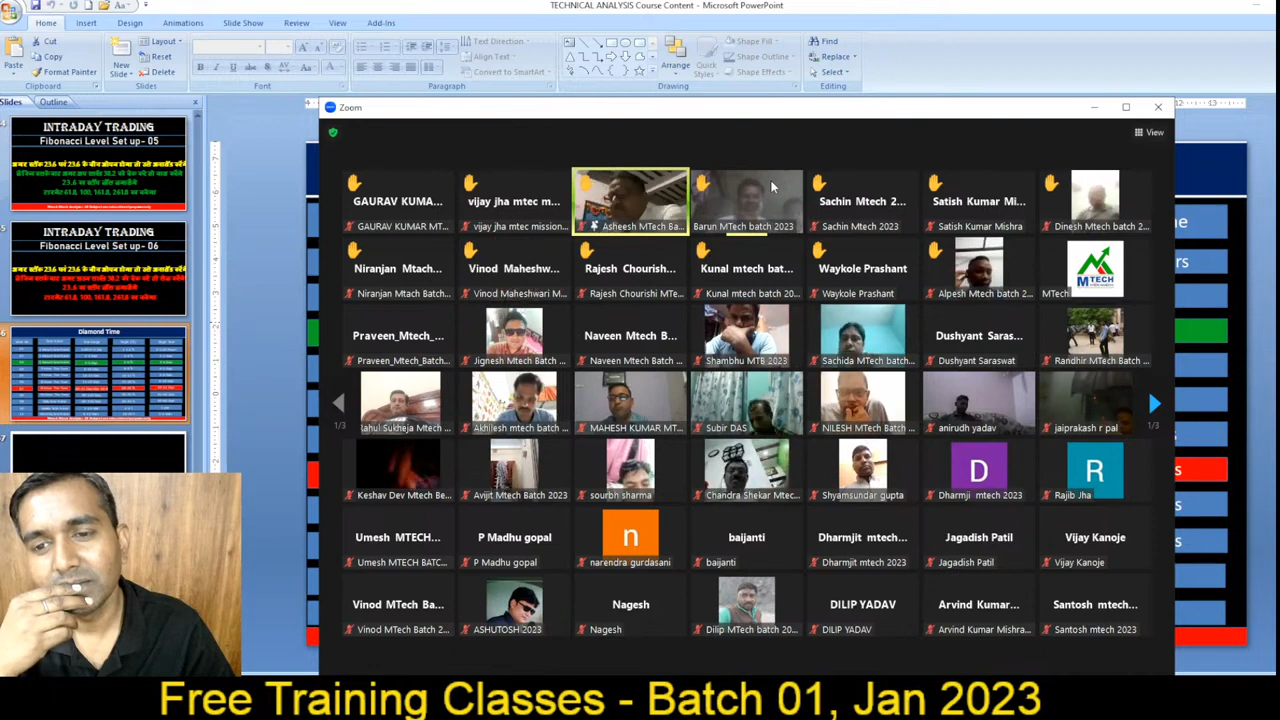 TECHNICAL ANALYSIS Course Content - Microsoft PowerPoint
Home Insert Design Animations Slide Show Review View Add-Ins
Cut
Copy
Format Painter
Paste
Clipboard
New Slide
Layout
Reset
Delete
Slides
Font
Paragraph
Text Direction
Align Text
Convert to SmartArt
Arrange
Quick Styles
Shape Fill
Shape Outline
Shape Effects
Drawing
Find
Replace
Select
Editing
Slides Outline
INTRADAY TRADING
Fibonacci Level Set up- 05
INTRADAY TRADING
Fibonacci Level Set up- 06
Diamond Time
Zoom
View
GAURAV KUMA... vijay jha mtec m... Sachin Mtech 2... Satish Kumar Mi...
GAURAV KUMAR MT... vijay jha mtec mission... Asheesh MTech Ba... Barun MTech batch 2023 Sachin Mtech 2023 Satish Kumar Mishra Dinesh Mtech batch 2...
Niranjan Mtach... Vinod Maheshw... Rajesh Chourish... Kunal mtech bat... Waykole Prashant MTECH
Niranjan Mtach Batch... Vinod Maheshwari M... Rajesh Chourishi MTe... Kunal mtech batch 20... Waykole Prashant Alpesh Mtech batch 2... MTech
Praveen_Mtech_... Naveen Mtech B... Dushyant Saras...
Praveen_Mtech_Batch... Jignesh MTech Batch ... Naveen Mtech Batch ... Shambhu MTB 2023 Sachida MTech batch... Dushyant Saraswat Randhir MTech Batch ...
Rahul Sukheja Mtech ... Akhilesh mtech batch ... MAHESH KUMAR MT... Subir DAS NILESH MTech Batch ... anirudh yadav jaiprakash r pal
1/3 1/3
D R
Keshav Dev Mtech Be... Avijit Mtech Batch 2023 sourbh sharma Chandra Shekar Mtec... Shyamsundar gupta Dharmji mtech 2023 Rajib Jha
Umesh MTECH... P Madhu gopal n baijanti Dharmjit mtech... Jagadish Patil Vijay Kanoje
Umesh MTECH BATC... P Madhu gopal narendra gurdasani baijanti Dharmjit mtech 2023 Jagadish Patil Vijay Kanoje
Vinod MTech Ba... Nagesh DILIP YADAV Arvind Kumar... Santosh mtech...
Vinod MTech Batch 2... ASHUTOSH 2023 Nagesh Dilip MTech batch 20... DILIP YADAV Arvind Kumar Mishra... Santosh mtech 2023
Free Training Classes - Batch 01, Jan 2023